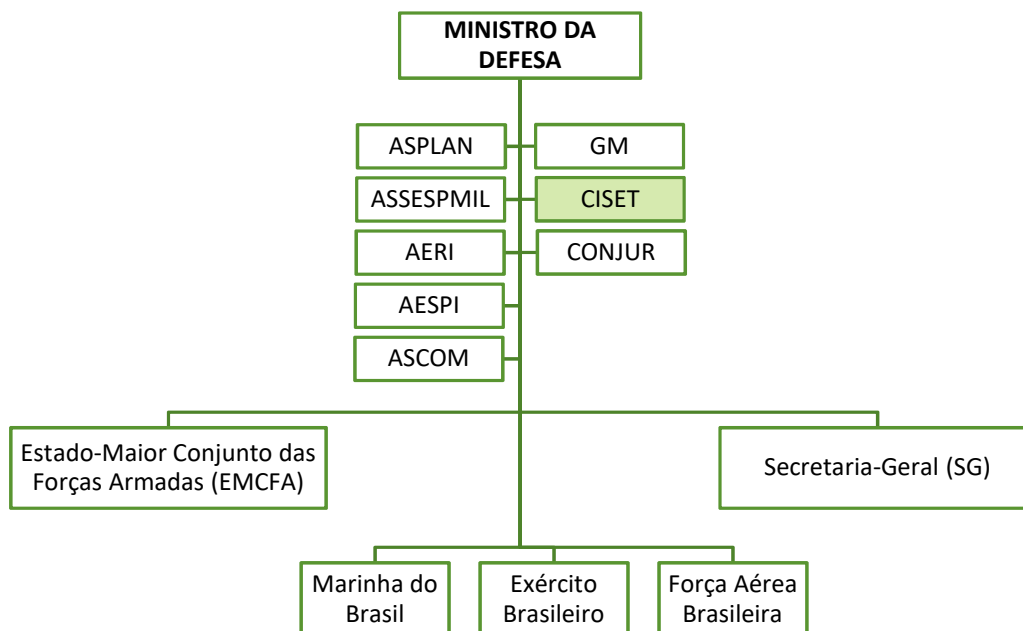 MINISTRO DA
DEFESA
ASPLAN
GM
ASSESPMIL
CISET
AERI
CONJUR
AESPI
ASCOM
Estado-Maior Conjunto das
Forças Armadas (EMCFA)
Secretaria-Geral (SG)
Marinha do
Brasil
Exército
Brasileiro
Força Aérea
Brasileira